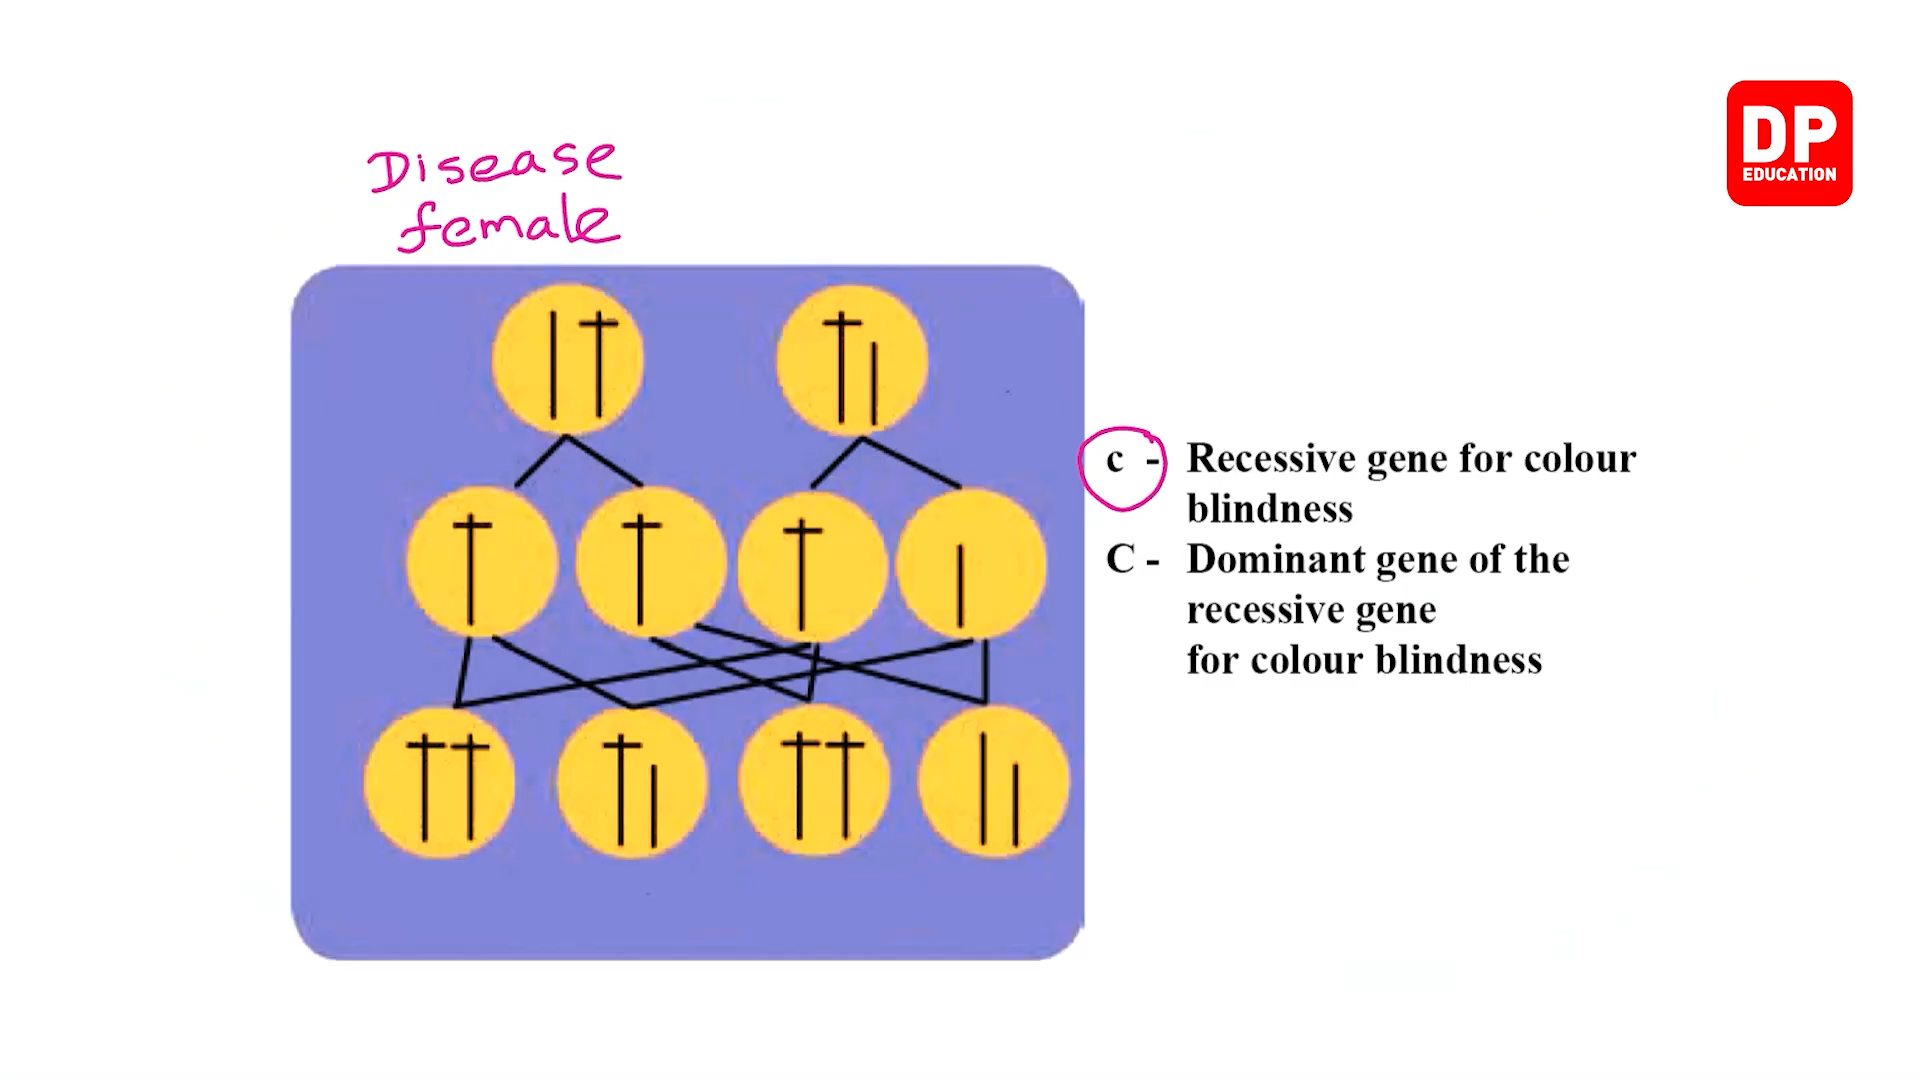 DP
EDUCATION
Disease
female
c - Recessive gene for colour
blindness
C - Dominant gene of the
recessive gene
for colour blindness